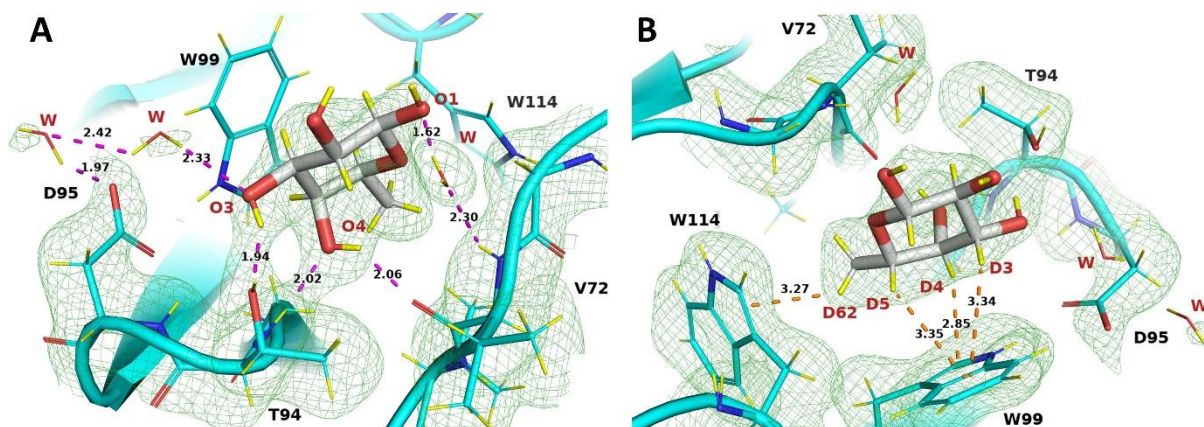 A
W99
O1
W114
W
W
W
1.62
2.42
2.33
1.97
D95
O3
O4
2.30
1.94
2.02
2.06
V72
T94
B
V72
W
T94
W114
3.27
D3
D4
D5
D62
W
3.34
2.85
3.35
D95
W
W99